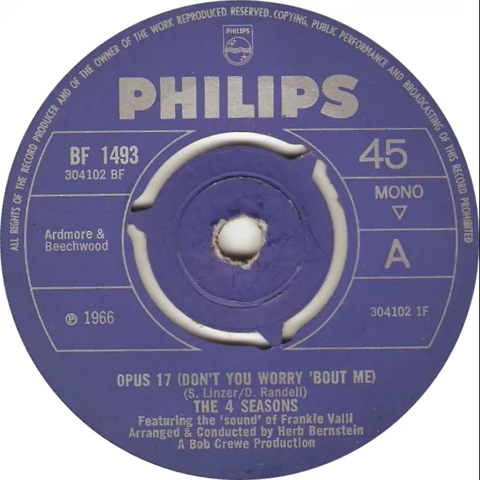 ALL RIGHTS OF THE RECORD PRODUCER AND OF THE OWNER OF THE WORK REPRODUCED RESERVED. COPYING, PUBLIC PERFORMANCE AND BROADCASTING OF THIS RECORD PROHIBITED
PHILIPS
PHILIPS
BF 1493
304102 BF
45
MONO
Ardmore &
Beechwood
A
℗ 1966
304102 1F
OPUS 17 (DON'T YOU WORRY 'BOUT ME)
(S. Linzer/D. Randell)
THE 4 SEASONS
Featuring the 'sound' of Frankie Valli
Arranged & Conducted by Herb Bernstein
A Bob Crewe Production